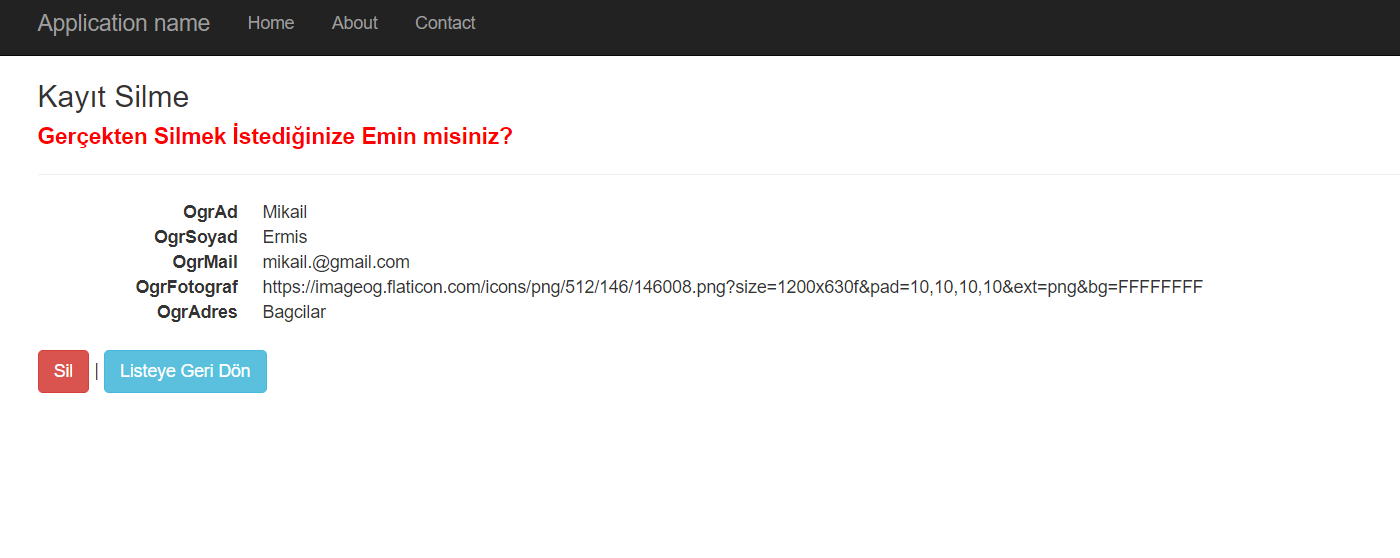 Application name Home About Contact
Kayıt Silme
Gerçekten Silmek İstediğinize Emin misiniz?
OgrAd Mikail
OgrSoyad Ermis
OgrMail mikail.@gmail.com
OgrFotograf https://imageog.flaticon.com/icons/png/512/146/146008.png?size=1200x630f&pad=10,10,10,10&ext=png&bg=FFFFFFFF
OgrAdres Bagcilar
Sil | Listeye Geri Dön